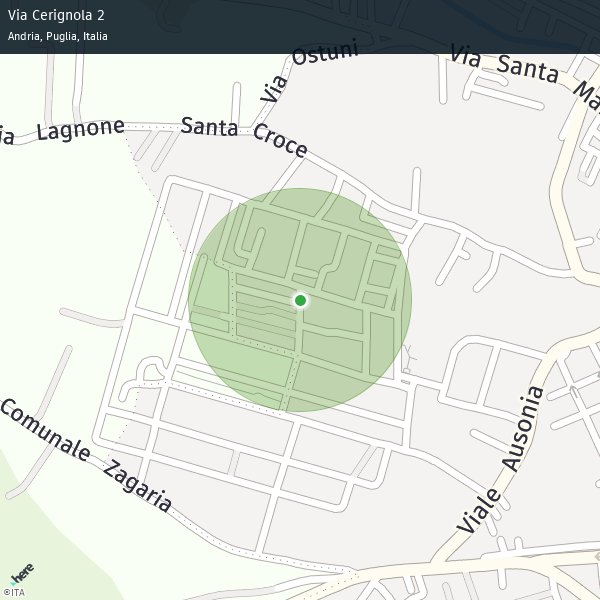 Via Cerignola 2
Andria, Puglia, Italia
Via Ostuni
Via Santa Ma
ia Lagnone Santa Croce
Comunale Zagaria
Viale Ausonia
here
©ITA